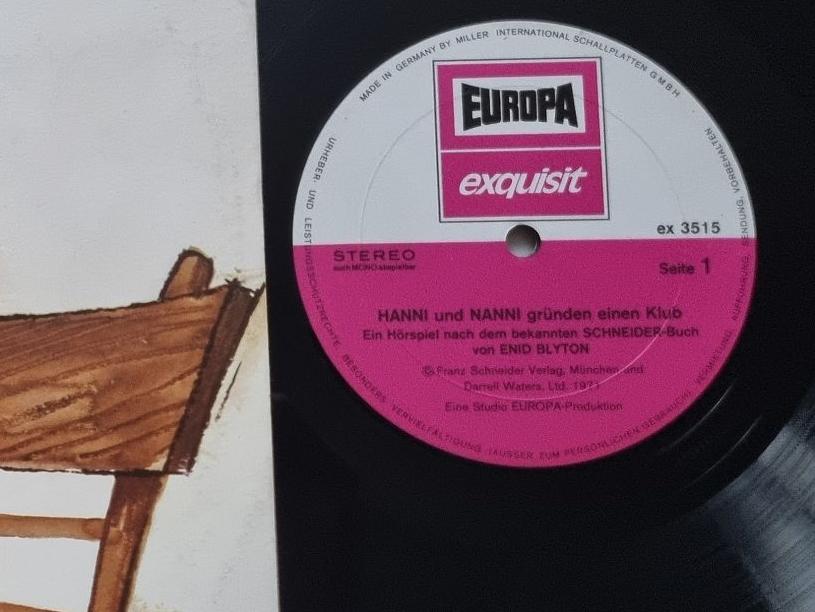 MADE IN GERMANY BY MILLER INTERNATIONAL SCHALLPLATTEN GMBH
EUROPA
exquisit
ex 3515
STEREO
auch MONO abspielbar
Seite 1
HANNI und NANNI gründen einen Klub
Ein Hörspiel nach dem bekannten SCHNEIDER-Buch
von ENID BLYTON
© Franz Schneider Verlag, München und
Darrell Waters, Ltd. 1971
Eine Studio EUROPA-Produktion
URHEBER- UND LEISTUNGSSCHUTZRECHTE, BESONDERS VERVIELFÄLTIGUNG (AUSSER ZUM PERSÖNLICHEN GEBRAUCH), VERMIETUNG, AUFFÜHRUNG, SENDUNG, VORBEHALTEN